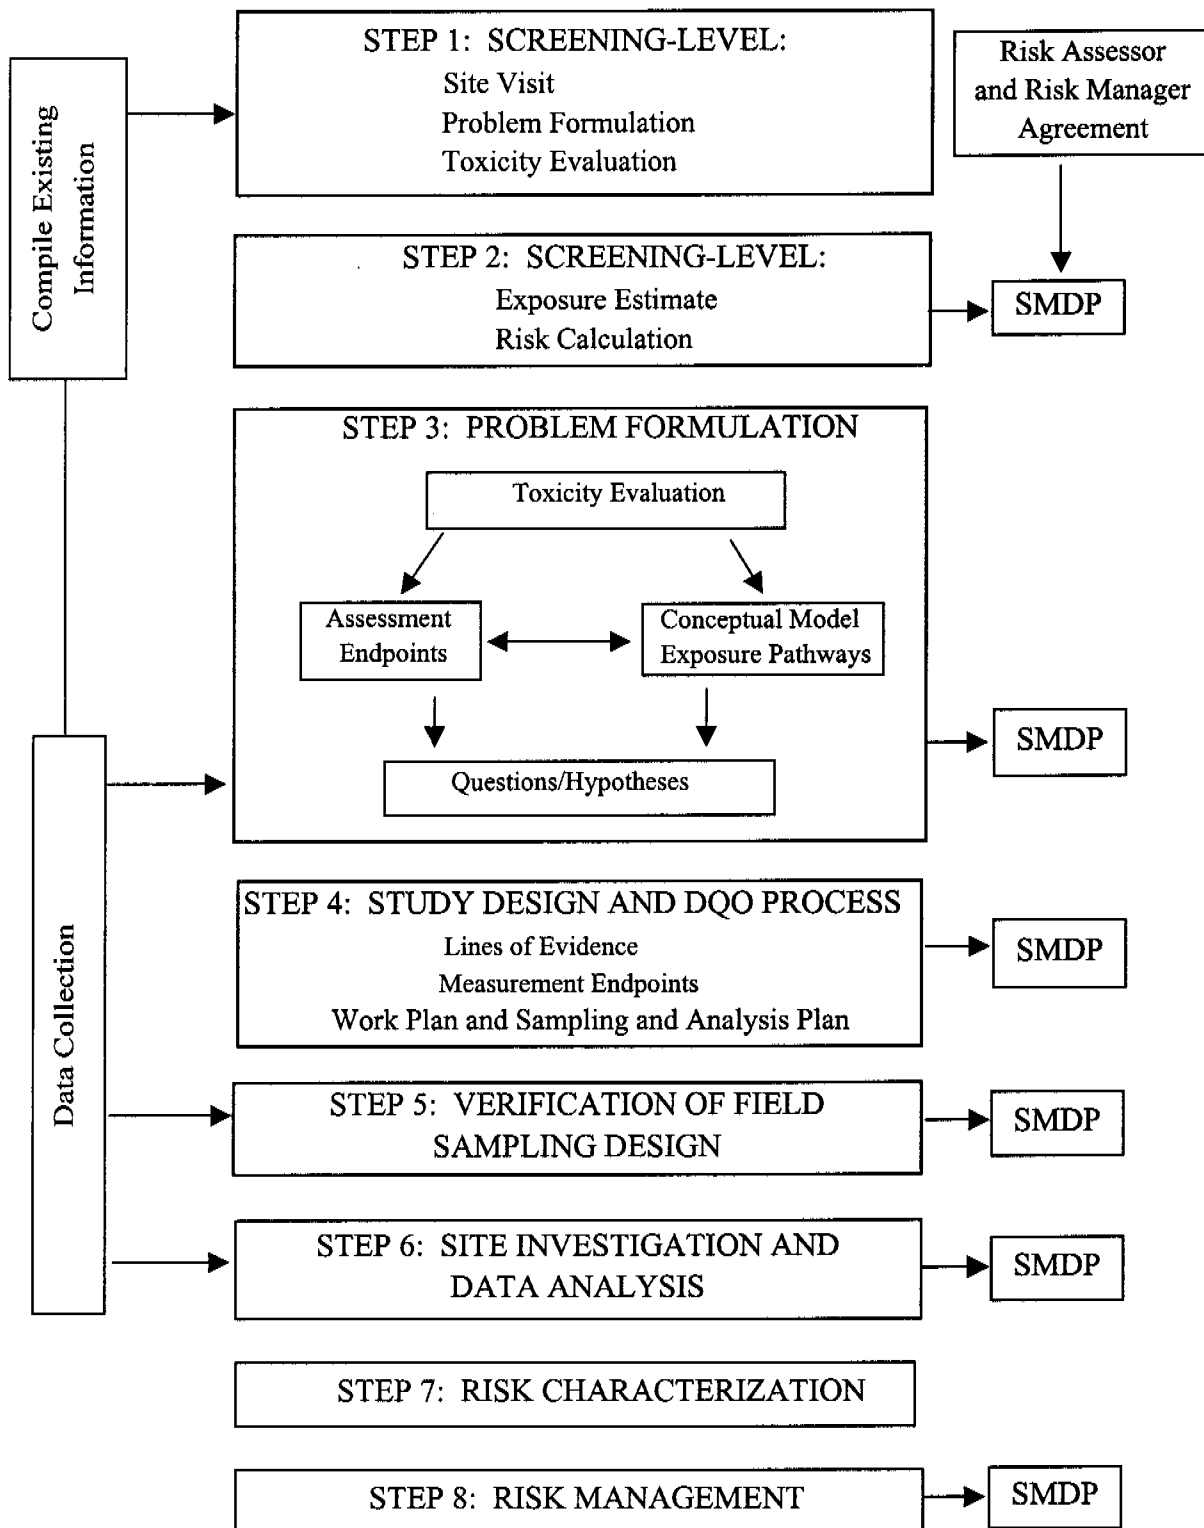 STEP 1: SCREENING-LEVEL:
Site Visit
Problem Formulation
Toxicity Evaluation
Risk Assessor
and Risk Manager
Agreement
Compile Existing
Information
STEP 2: SCREENING-LEVEL:
Exposure Estimate
Risk Calculation
SMDP
STEP 3: PROBLEM FORMULATION
Toxicity Evaluation
Assessment
Endpoints
Conceptual Model
Exposure Pathways
Questions/Hypotheses
SMDP
Data Collection
STEP 4: STUDY DESIGN AND DQO PROCESS
Lines of Evidence
Measurement Endpoints
Work Plan and Sampling and Analysis Plan
SMDP
STEP 5: VERIFICATION OF FIELD
SAMPLING DESIGN
SMDP
STEP 6: SITE INVESTIGATION AND
DATA ANALYSIS
SMDP
STEP 7: RISK CHARACTERIZATION
STEP 8: RISK MANAGEMENT
SMDP